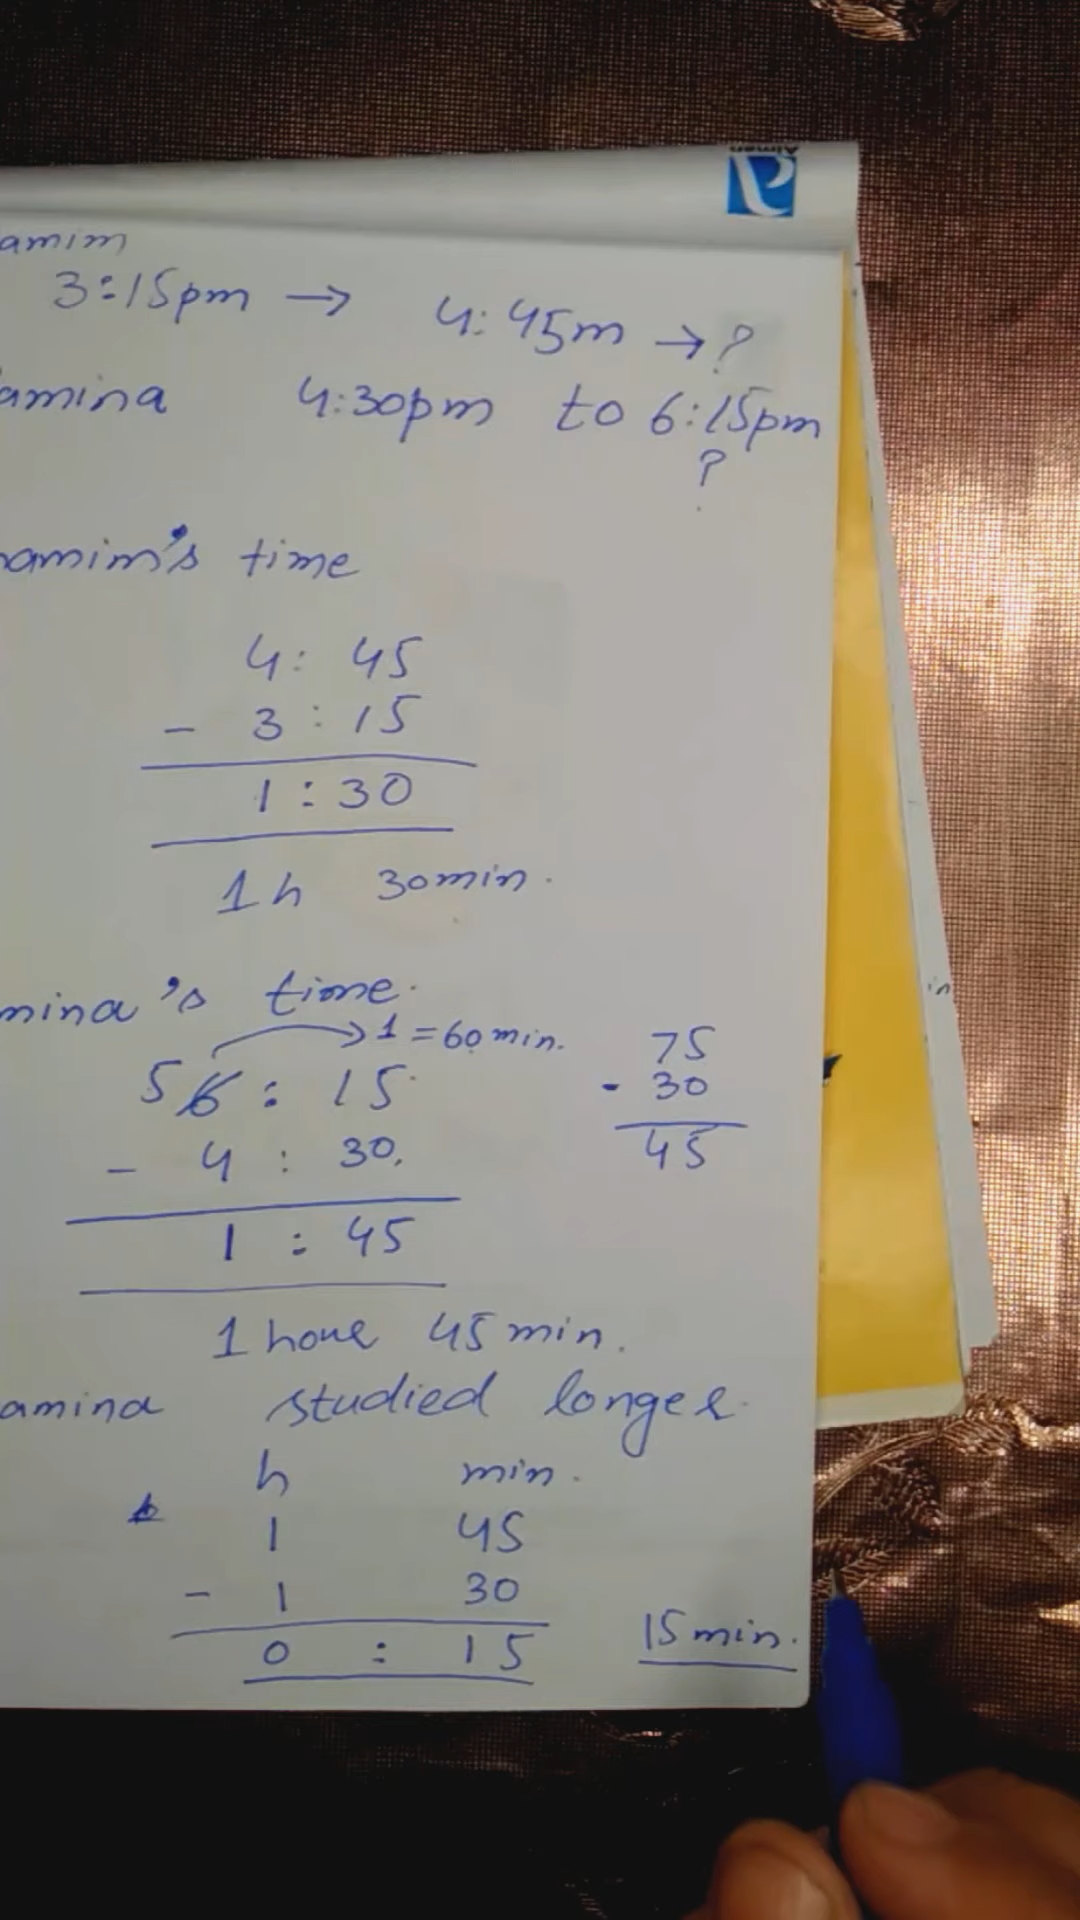 amim
3:15pm → 4:45m →?
amina 4:30pm to 6:15pm
?
amim's time
4: 45
- 3 : 15
1 : 30
1h 30min.
mina's time.
→1 = 60 min.
5 6 : 15
- 4 : 30.
1 : 45
75
- 30
45
1 hour 45 min.
amina studied longer.
h min.
1 45
- 1 30
0 : 15
15 min.